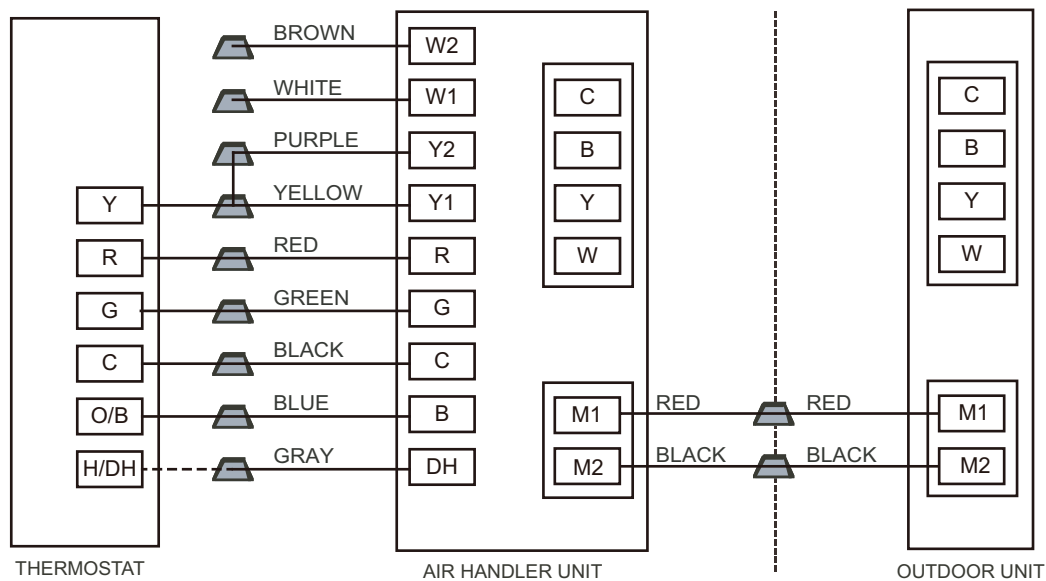 BROWN
W2
WHITE
W1
C
C
PURPLE
Y2
B
B
Y
YELLOW
Y1
Y
Y
R
RED
R
W
W
G
GREEN
G
C
BLACK
C
O/B
BLUE
B
M1
RED
RED
M1
H/DH
GRAY
DH
M2
BLACK
BLACK
M2
THERMOSTAT
AIR HANDLER UNIT
OUTDOOR UNIT